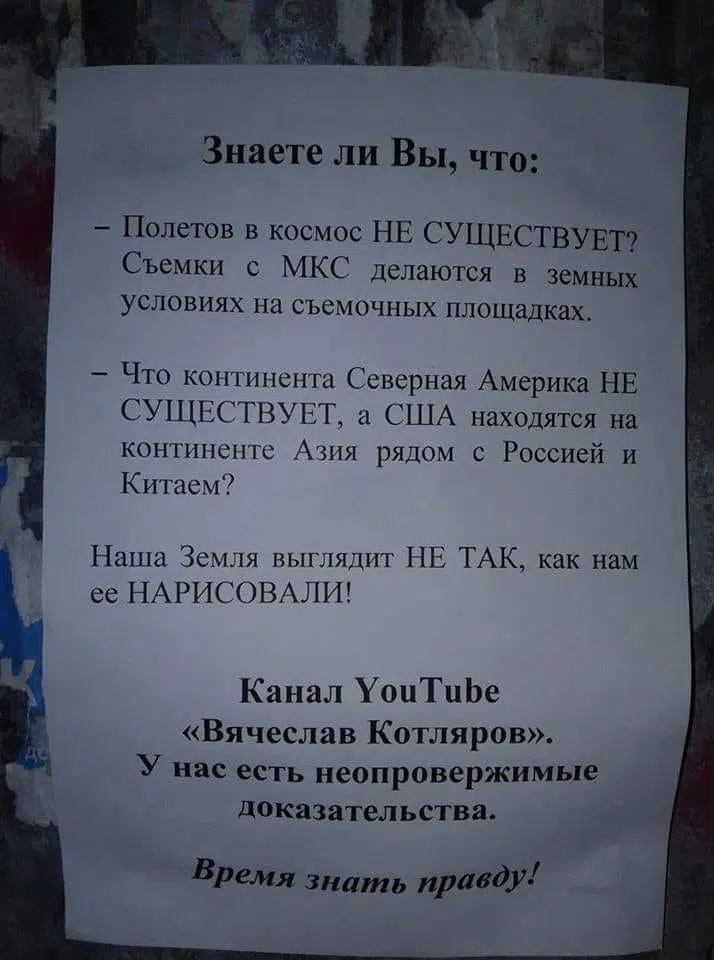 Знаете ли Вы, что:
– Полетов в космос НЕ СУЩЕСТВУЕТ?
Съемки с МКС делаются в земных
условиях на съемочных площадках.
– Что континента Северная Америка НЕ
СУЩЕСТВУЕТ, а США находятся на
континенте Азия рядом с Россией и
Китаем?
Наша Земля выглядит НЕ ТАК, как нам
ее НАРИСОВАЛИ!
Канал YouTube
«Вячеслав Котляров».
У нас есть неопровержимые
доказательства.
Время знать правду!